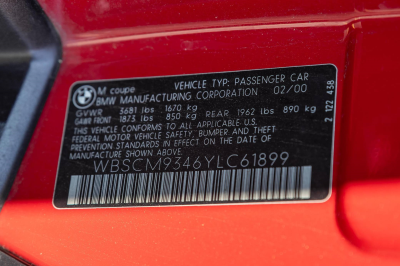 M coupe VEHICLE TYP: PASSENGER CAR
BMW MANUFACTURING CORPORATION 02/00
GVWR 3681 lbs 1670 kg
GAWR FRONT 1873 lbs 850 kg REAR 1962 lbs 890 kg
THIS VEHICLE CONFORMS TO ALL APPLICABLE U.S.
FEDERAL MOTOR VEHICLE SAFETY, BUMPER, AND THEFT
PREVENTION STANDARDS IN EFFECT ON THE DATE OF
MANUFACTURE SHOWN ABOVE.
WBSCM9346YLC61899
2 122 438